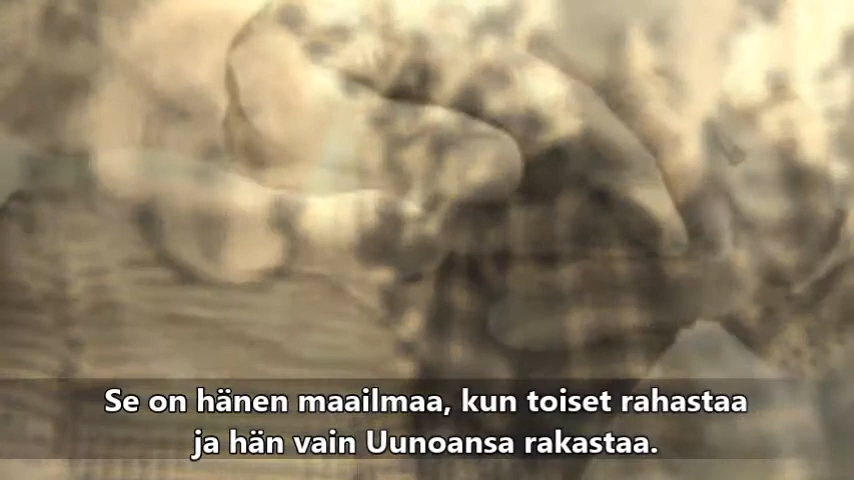 Se on hänen maailmaa, kun toiset rahastaa
ja hän vain Uunoansa rakastaa.